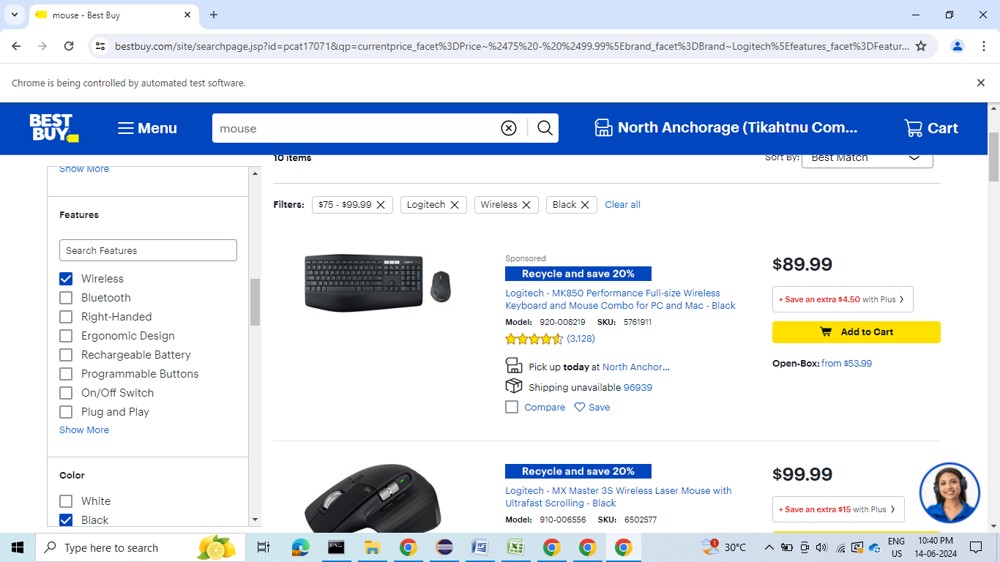 mouse - Best Buy
bestbuy.com/site/searchpage.jsp?id=pcat17071&qp=currentprice_facet%3DPrice~%2475%20-%20%2499.99%5Ebrand_facet%3DBrand~Logitech%5Efeatures_facet%3DFeatur...
Chrome is being controlled by automated test software.
BEST BUY
Menu
mouse
North Anchorage (Tikahtnu Com...
Cart
10 items
Sort By: Best Match
Show More
Filters: $75 - $99.99 Logitech Wireless Black Clear all
Features
Search Features
Wireless
Bluetooth
Right-Handed
Ergonomic Design
Rechargeable Battery
Programmable Buttons
On/Off Switch
Plug and Play
Show More
Color
White
Black
Sponsored
Recycle and save 20%
Logitech - MK850 Performance Full-size Wireless
Keyboard and Mouse Combo for PC and Mac - Black
Model: 920-008219 SKU: 5761911
(3,128)
Pick up today at North Anchor...
Shipping unavailable 96939
Compare Save
$89.99
+ Save an extra $4.50 with Plus
Add to Cart
Open-Box: from $53.99
Recycle and save 20%
Logitech - MX Master 3S Wireless Laser Mouse with
Ultrafast Scrolling - Black
Model: 910-006556 SKU: 6502577
$99.99
+ Save an extra $15 with Plus
Type here to search
1
30°C
ENG
US
10:40 PM
14-06-2024